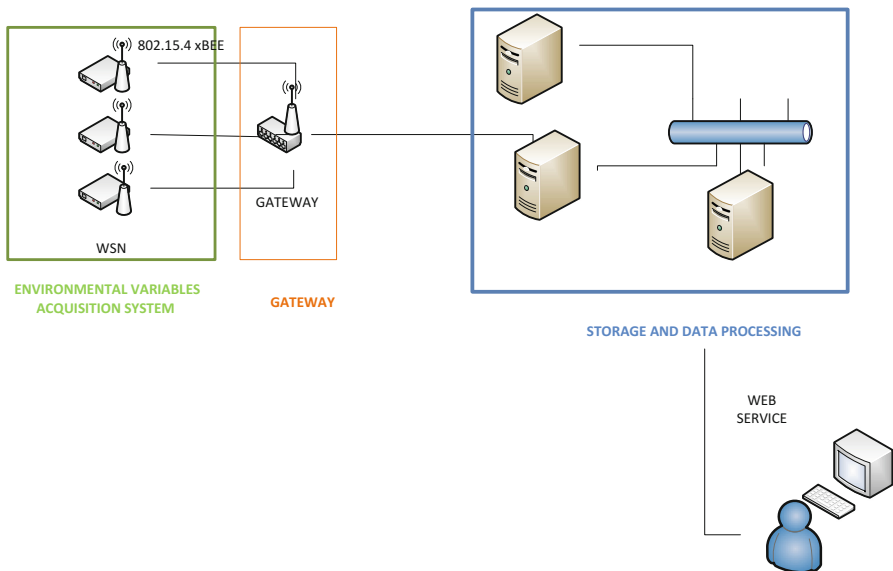 802.15.4 xBEE
GATEWAY
WSN
ENVIRONMENTAL VARIABLES
ACQUISITION SYSTEM
GATEWAY
STORAGE AND DATA PROCESSING
WEB
SERVICE